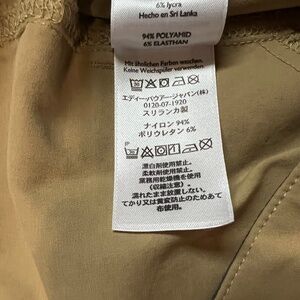 6% lycra
Hecho en Sri Lanka
94% POLYAMID
6% ELASTHAN
Mit ähnlichen Farben waschen.
Keine Weichspüler verwenden.
エディー・バウアー・ジャパン(株)
0120-07-1920
スリランカ製
ナイロン 94%
ポリウレタン 6%
漂白剤使用禁止。
柔軟剤使用禁止。
業務用乾燥機を使用
(収縮注意)。
濡れたまま放置しない。
てかり又は黄変防止のためあて
布使用。